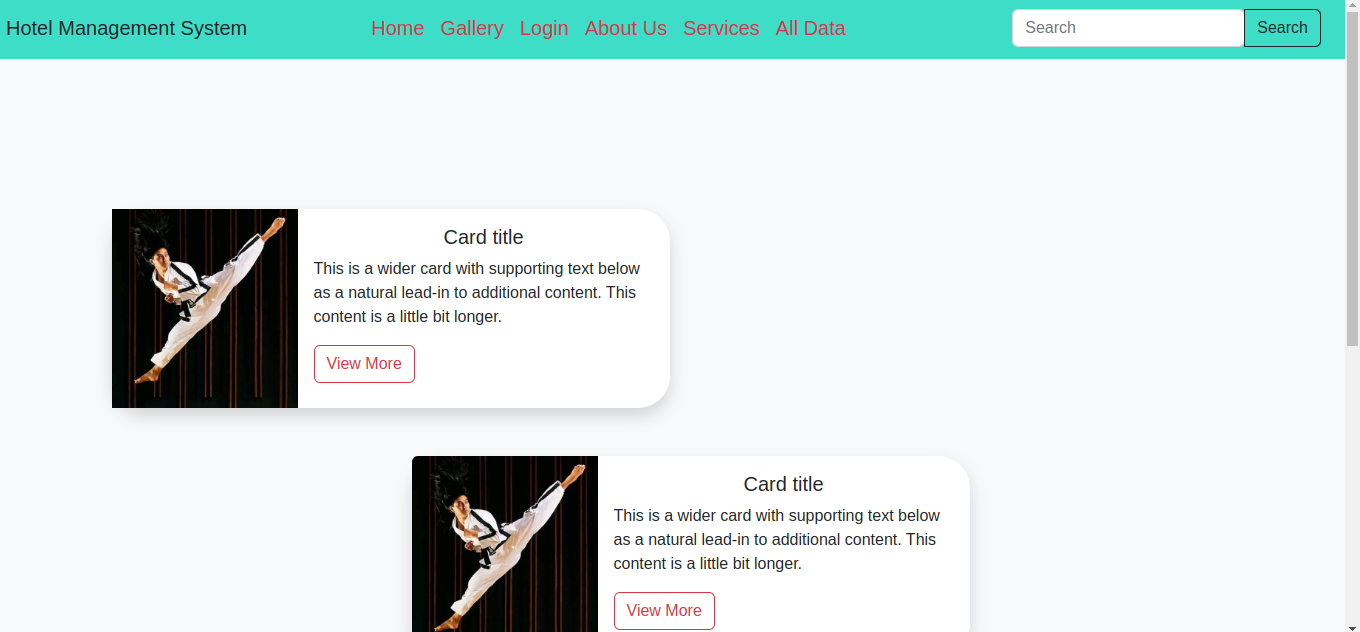 Hotel Management System Home Gallery Login About Us Services All Data Search Search
Card title
This is a wider card with supporting text below
as a natural lead-in to additional content. This
content is a little bit longer.
View More
Card title
This is a wider card with supporting text below
as a natural lead-in to additional content. This
content is a little bit longer.
View More